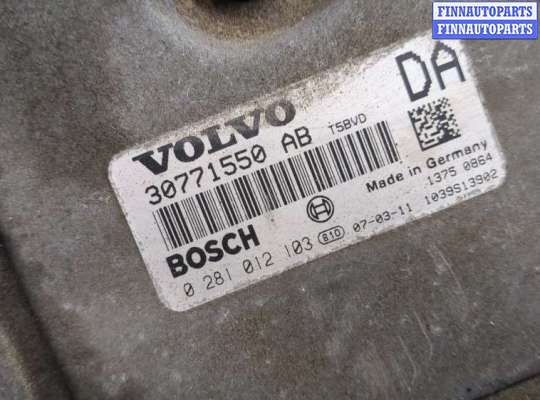 FINNAUTOPARTS
FINNAUTOPARTS
VOLVO
DA
30771550 AB T5BVD
Made in Germany
1375 0864
BOSCH
0 281 012 103 81D 07-03-11 1039S13902